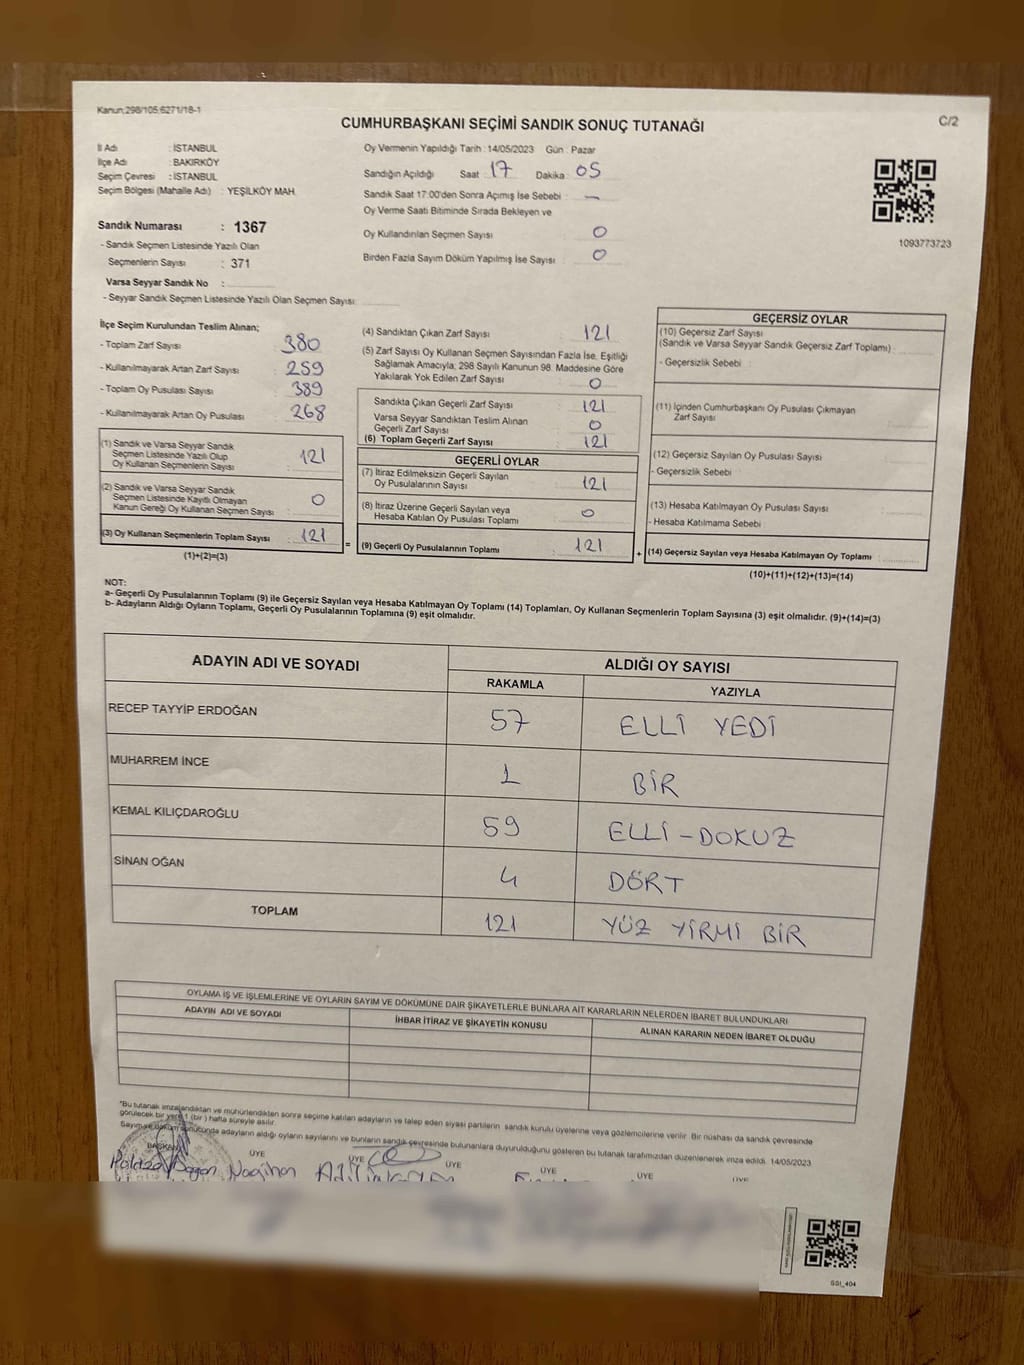 Kanun:298/105;6271/18-1
C/2
CUMHURBAŞKANI SEÇİMİ SANDIK SONUÇ TUTANAĞI
İl Adı : İSTANBUL
İlçe Adı : BAKIRKÖY
Seçim Çevresi : İSTANBUL
Seçim Bölgesi (Mahalle Adı) : YEŞİLKÖY MAH.
Oy Vermenin Yapıldığı Tarih : 14/05/2023 Gün : Pazar
Sandığın Açıldığı Saat : 17 Dakika : 05
Sandık Saat 17:00'den Sonra Açımış İse Sebebi : —
Oy Verme Saati Bitiminde Sırada Bekleyen ve
Oy Kullandırılan Seçmen Sayısı : 0
Birden Fazla Sayım Döküm Yapılmış İse Sayısı : 0
1093773723
Sandık Numarası : 1367
- Sandık Seçmen Listesinde Yazılı Olan
Seçmenlerin Sayısı : 371
Varsa Seyyar Sandık No :
- Seyyar Sandık Seçmen Listesinde Yazılı Olan Seçmen Sayısı :
İlçe Seçim Kurulundan Teslim Alınan;
- Toplam Zarf Sayısı : 380
- Kullanılmayarak Artan Zarf Sayısı : 259
- Toplam Oy Pusulası Sayısı : 389
- Kullanılmayarak Artan Oy Pusulası : 268
(1) Sandık ve Varsa Seyyar Sandık
Seçmen Listesinde Yazılı Olup
Oy Kullanan Seçmenlerin Sayısı : 121
(2) Sandık ve Varsa Seyyar Sandık
Seçmen Listesinde Kayıtlı Olmayan
Kanun Gereği Oy Kullanan Seçmen Sayısı : 0
(3) Oy Kullanan Seçmenlerin Toplam Sayısı : 121
(1)+(2)=(3)
(4) Sandıktan Çıkan Zarf Sayısı : 121
(5) Zarf Sayısı Oy Kullanan Seçmen Sayısından Fazla İse, Eşitliği
Sağlamak Amacıyla, 298 Sayılı Kanunun 98. Maddesine Göre
Yakılarak Yok Edilen Zarf Sayısı : 0
Sandıkta Çıkan Geçerli Zarf Sayısı : 121
Varsa Seyyar Sandıktan Teslim Alınan
Geçerli Zarf Sayısı : 0
(6) Toplam Geçerli Zarf Sayısı : 121
GEÇERLİ OYLAR
(7) İtiraz Edilmeksizin Geçerli Sayılan
Oy Pusulalarının Sayısı : 121
(8) İtiraz Üzerine Geçerli Sayılan veya
Hesaba Katılan Oy Pusulası Toplamı : 0
= (9) Geçerli Oy Pusulalarının Toplamı : 121 +
GEÇERSİZ OYLAR
(10) Geçersiz Zarf Sayısı
(Sandık ve Varsa Seyyar Sandık Geçersiz Zarf Toplamı) :
- Geçersizlik Sebebi :
(11) İçinden Cumhurbaşkanı Oy Pusulası Çıkmayan
Zarf Sayısı :
(12) Geçersiz Sayılan Oy Pusulası Sayısı :
- Geçersizlik Sebebi :
(13) Hesaba Katılmayan Oy Pusulası Sayısı :
- Hesaba Katılmama Sebebi :
(14) Geçersiz Sayılan veya Hesaba Katılmayan Oy Toplamı :
(10)+(11)+(12)+(13)=(14)
NOT:
a- Geçerli Oy Pusulalarının Toplamı (9) ile Geçersiz Sayılan veya Hesaba Katılmayan Oy Toplamı (14) Toplamları, Oy Kullanan Seçmenlerin Toplam Sayısına (3) eşit olmalıdır. (9)+(14)=(3)
b- Adayların Aldığı Oyların Toplamı, Geçerli Oy Pusulalarının Toplamına (9) eşit olmalıdır.
ADAYIN ADI VE SOYADI ALDIĞI OY SAYISI
RAKAMLA YAZIYLA
RECEP TAYYİP ERDOĞAN 57 ELLİ YEDİ
MUHARREM İNCE 1 BİR
KEMAL KILIÇDAROĞLU 59 ELLİ-DOKUZ
SİNAN OĞAN 4 DÖRT
TOPLAM 121 YÜZ YİRMİ BİR
OYLAMA İŞ VE İŞLEMLERİNE VE OYLARIN SAYIM VE DÖKÜMÜNE DAİR ŞİKAYETLERLE BUNLARA AİT KARARLARIN NELERDEN İBARET BULUNDUKLARI
ADAYIN ADI VE SOYADI İHBAR İTİRAZ VE ŞİKAYETİN KONUSU ALINAN KARARIN NEDEN İBARET OLDUĞU
*Bu tutanak imzalandıktan ve mühürlendikten sonra seçime katılan adayların ve talep eden siyasi partilerin sandık kurulu üyelerine veya gözlemcilerine verilir. Bir nüshası da sandık çevresinde
görülecek bir yere 1 (bir) hafta süreyle asılır.
Sayım ve döküm sonucunda adayların aldığı oyların sayılarını ve bunların sandık çevresinde bulunanlara duyurulduğunu gösteren bu tutanak tarafımızdan düzenlenerek imza edildi. 14/05/2023
BAŞKAN ÜYE ÜYE ÜYE ÜYE ÜYE ÜYE
SSI_404